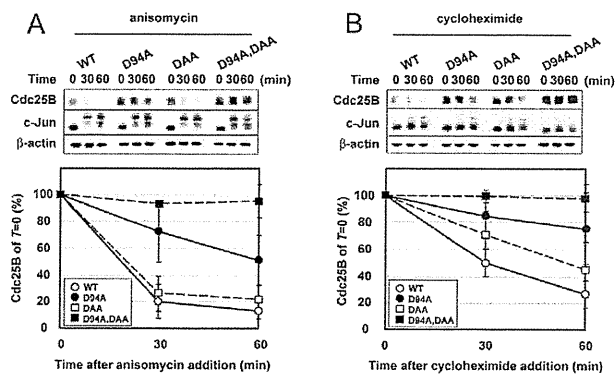 A
anisomycin
WT D94A DAA D94A,DAA
Time 0 30 60 0 30 60 0 30 60 0 30 60 (min)
Cdc25B
c-Jun
β-actin
Cdc25B of T=0 (%)
120
100
80
60
40
20
0
WT
D94A
DAA
D94A,DAA
0 30 60
Time after anisomycin addition (min)
B
cycloheximide
WT D94A DAA D94A,DAA
Time 0 30 60 0 30 60 0 30 60 0 30 60 (min)
Cdc25B
c-Jun
β-actin
Cdc25B of T=0 (%)
120
100
80
60
40
20
0
WT
D94A
DAA
D94A,DAA
0 30 60
Time after cycloheximide addition (min)